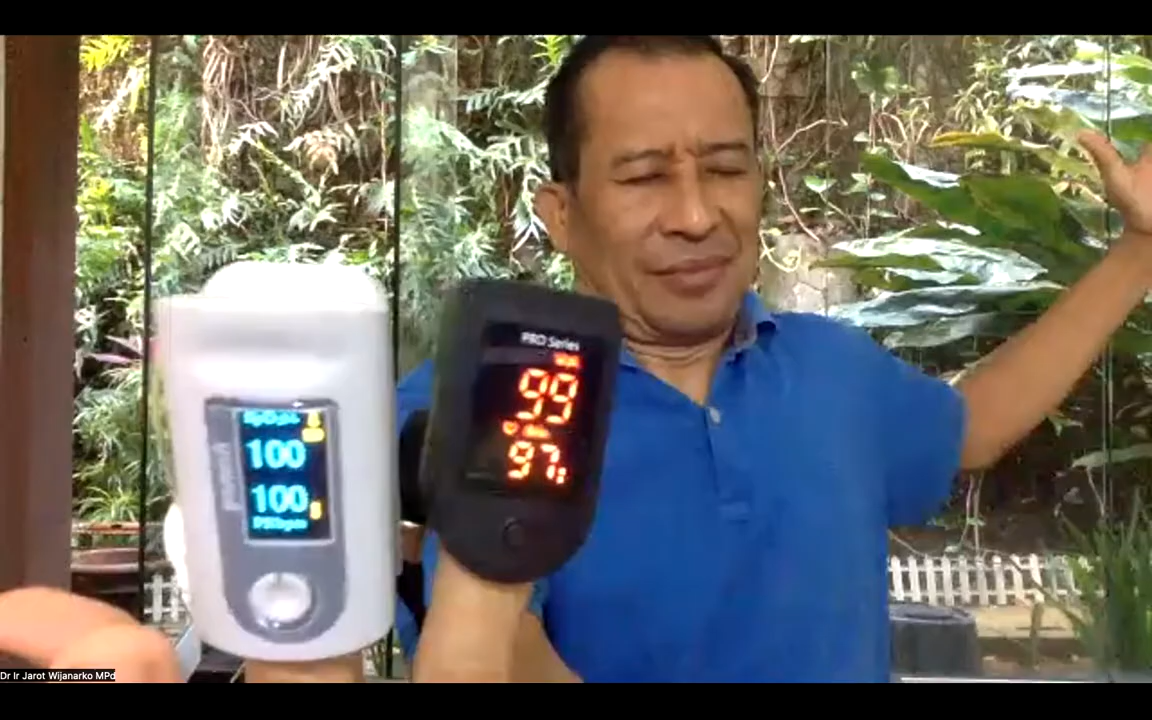 SpO2%
100
100
PRbpm
PRO Series
99
97
Dr Ir Jarot Wijanarko MPd